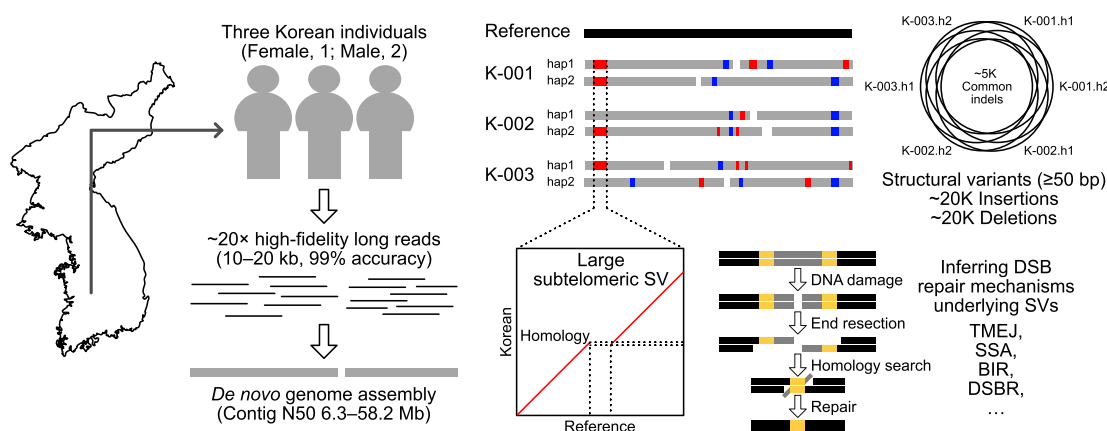 Three Korean individuals
(Female, 1; Male, 2)
~20× high-fidelity long reads
(10–20 kb, 99% accuracy)
De novo genome assembly
(Contig N50 6.3–58.2 Mb)
Reference
K-001
hap1
hap2
K-002
hap1
hap2
K-003
hap1
hap2
Large
subtelomeric SV
Homology
Korean
Reference
K-003.h2
K-001.h1
K-003.h1
~5K
Common
indels
K-001.h2
K-002.h2
K-002.h1
Structural variants (≥50 bp)
~20K Insertions
~20K Deletions
DNA damage
End resection
Homology search
Repair
Inferring DSB
repair mechanisms
underlying SVs
TMEJ,
SSA,
BIR,
DSBR,
…